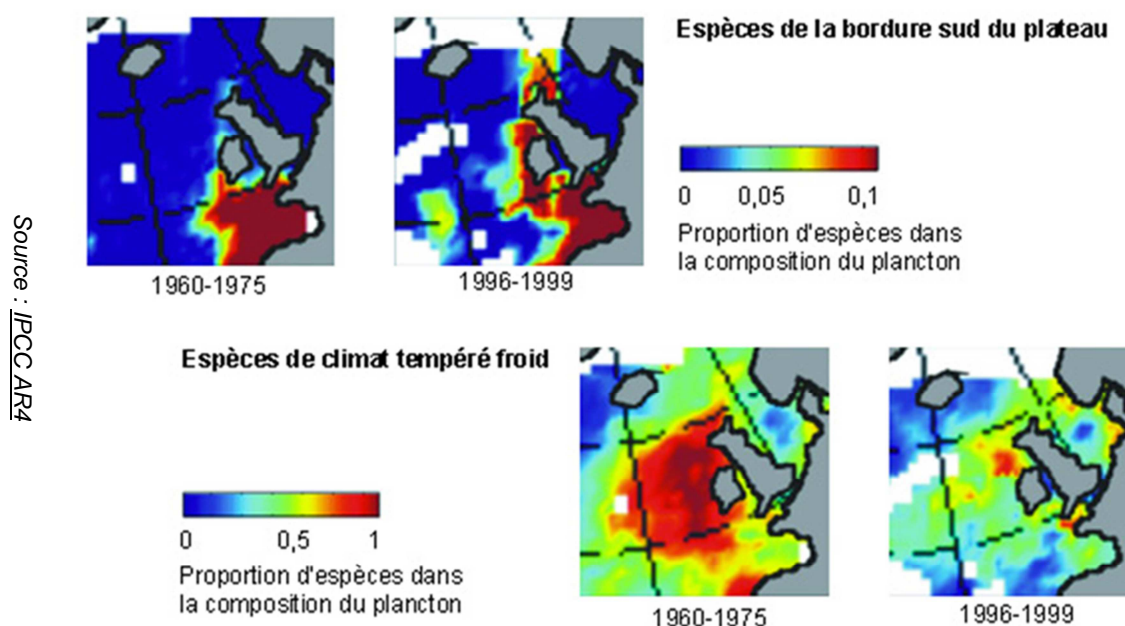 Espèces de la bordure sud du plateau
0 0,05 0,1
Proportion d'espèces dans
la composition du plancton
1960-1975
1996-1999
Source : IPCC AR4
Espèces de climat tempéré froid
0 0,5 1
Proportion d'espèces dans
la composition du plancton
1960-1975
1996-1999